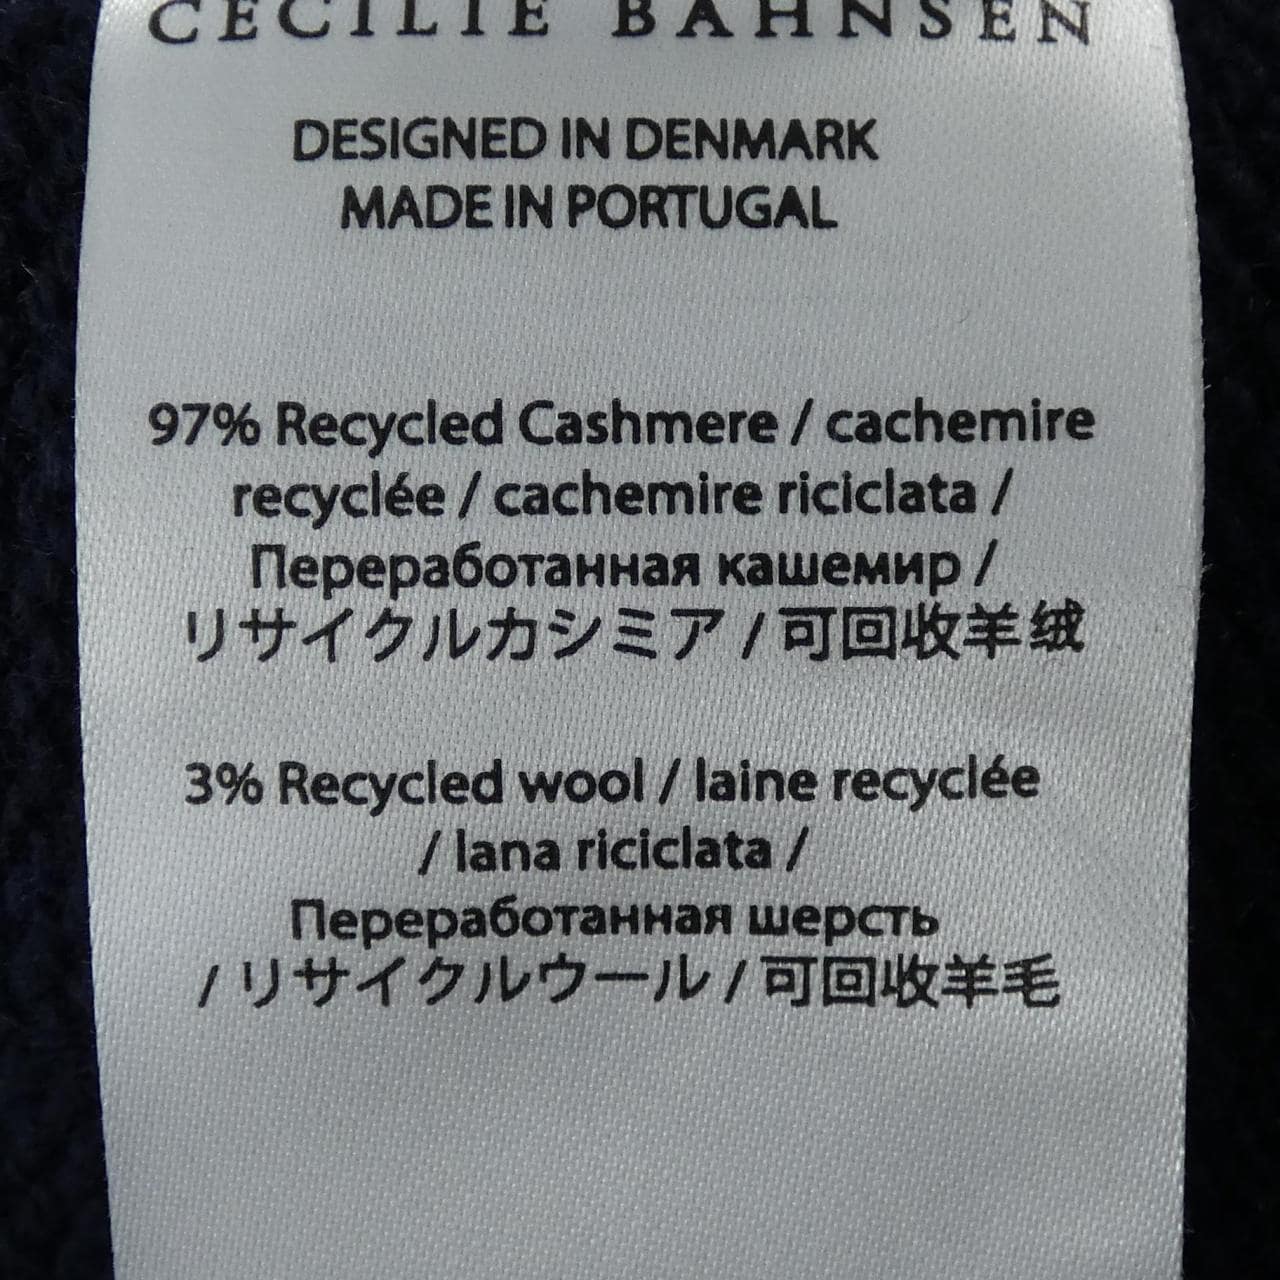 CECILIE BAHNSEN
DESIGNED IN DENMARK
MADE IN PORTUGAL
97% Recycled Cashmere / cachemire
recyclée / cachemire riciclata /
Переработанная кашемир /
リサイクルカシミア / 可回收羊绒
3% Recycled wool / laine recyclée
/ lana riciclata /
Переработанная шерсть
/ リサイクルウール / 可回收羊毛